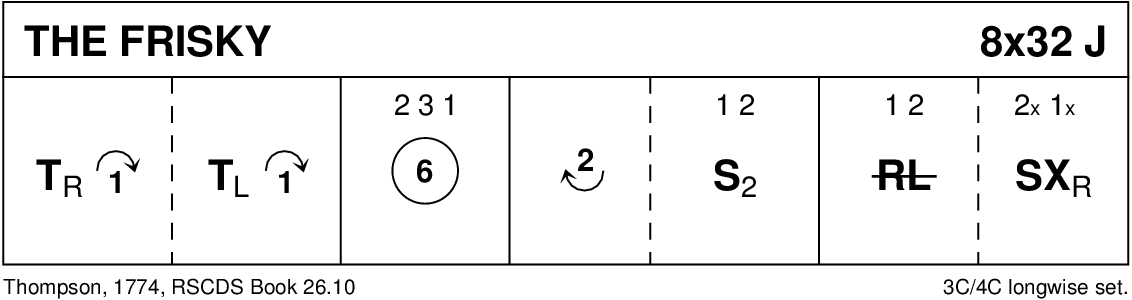 THE FRISKY 8x32 J
2 3 1 1 2 1 2 2x 1x
TR 1 TL 1 6 2 S2 RL SXR
Thompson, 1774, RSCDS Book 26.10 3C/4C longwise set.